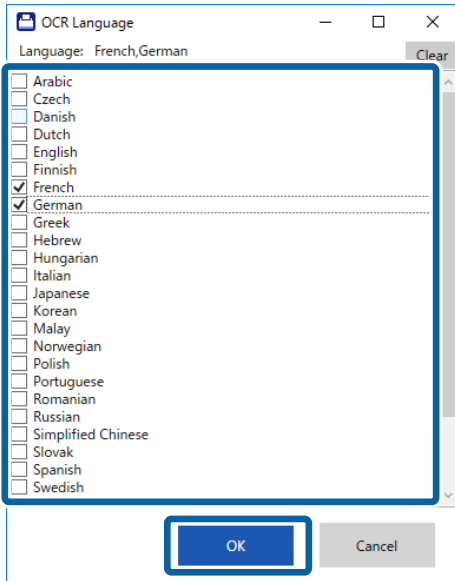 OCR Language
Language: French,German
Clear
Arabic
Czech
Danish
Dutch
English
Finnish
French
German
Greek
Hebrew
Hungarian
Italian
Japanese
Korean
Malay
Norwegian
Polish
Portuguese
Romanian
Russian
Simplified Chinese
Slovak
Spanish
Swedish
OK
Cancel